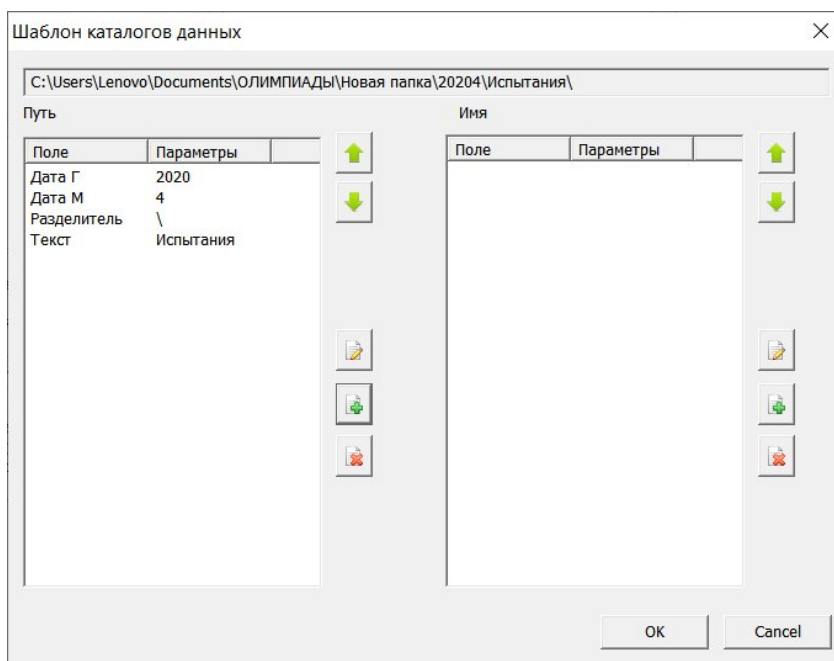 Шаблон каталогов данных
C:\Users\Lenovo\Documents\ОЛИМПИАДЫ\Новая папка\20204\Испытания\
Путь
Имя
Поле Параметры
Дата Г 2020
Дата М 4
Разделитель \
Текст Испытания
Поле Параметры
OK Cancel